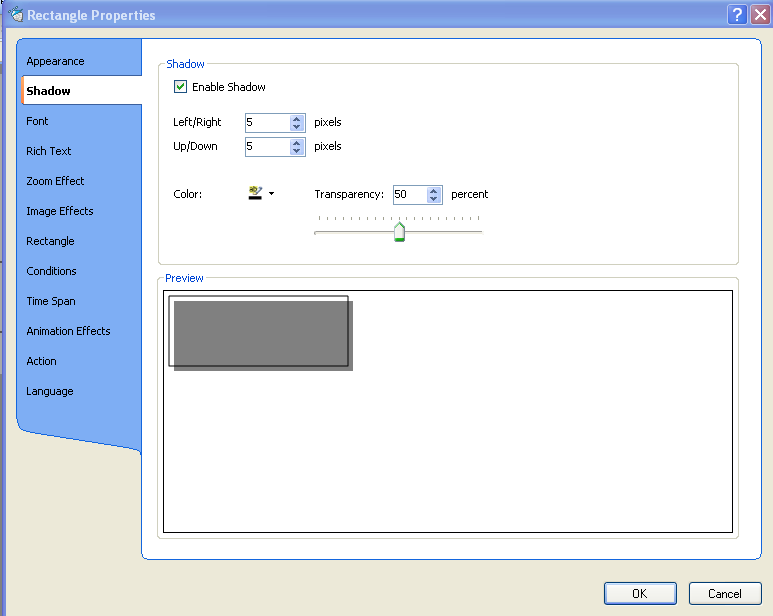 Rectangle Properties
Appearance
Shadow
Font
Rich Text
Zoom Effect
Image Effects
Rectangle
Conditions
Time Span
Animation Effects
Action
Language
Shadow
Enable Shadow
Left/Right 5 pixels
Up/Down 5 pixels
Color: ab Transparency: 50 percent
Preview
OK Cancel